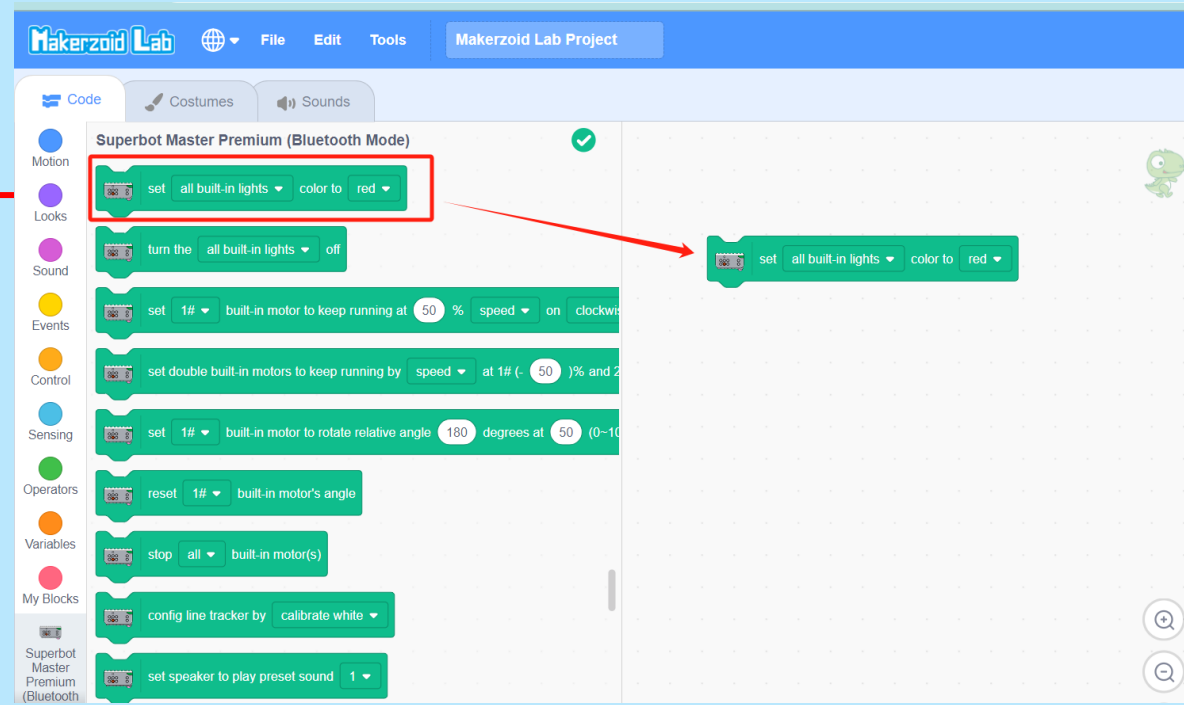 Makerzoid Lab File Edit Tools Makerzoid Lab Project
Code Costumes Sounds
Superbot Master Premium (Bluetooth Mode)
Motion
Looks
Sound
Events
Control
Sensing
Operators
Variables
My Blocks
Superbot
Master
Premium
(Bluetooth
set all built-in lights color to red
turn the all built-in lights off
set 1# built-in motor to keep running at 50 % speed on clockwi
set double built-in motors to keep running by speed at 1# (- 50 )% and 2
set 1# built-in motor to rotate relative angle 180 degrees at 50 (0~10
reset 1# built-in motor's angle
stop all built-in motor(s)
config line tracker by calibrate white
set speaker to play preset sound 1
set all built-in lights color to red